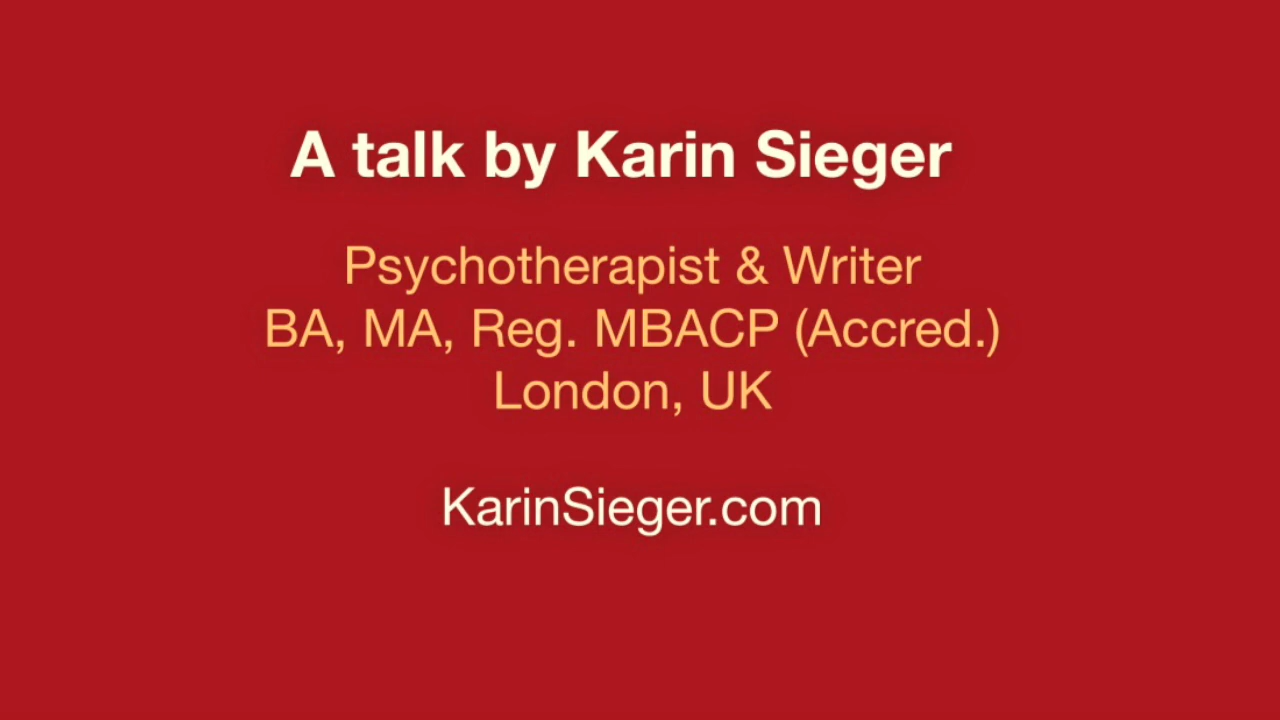 A talk by Karin Sieger
Psychotherapist & Writer
BA, MA, Reg. MBACP (Accred.)
London, UK
KarinSieger.com